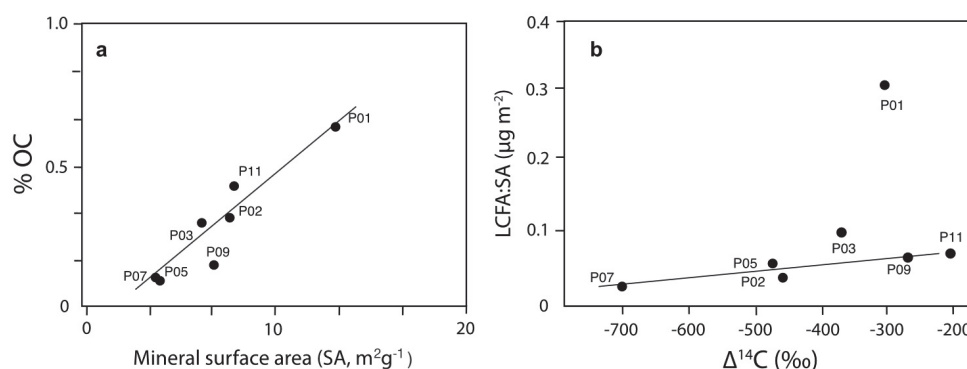 a
1.0
0.5
0
% OC
P01
P11
P02
P03
P09
P07
P05
0
10
20
Mineral surface area (SA, m²g⁻¹)
b
0.4
0.3
0.2
0.1
0
LCFA:SA (µg m⁻²)
P01
P03
P11
P05
P09
P07
P02
-700
-600
-500
-400
-300
-200
Δ¹⁴C (‰)